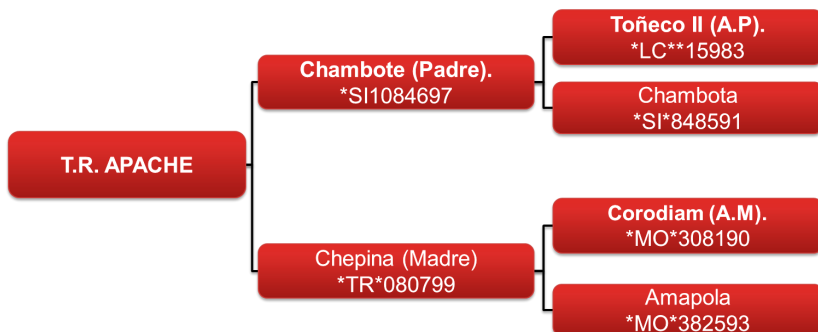 T.R. APACHE
Chambote (Padre).
*SI1084697
Toñeco II (A.P).
*LC**15983
Chambota
*SI*848591
Chepina (Madre)
*TR*080799
Corodiam (A.M).
*MO*308190
Amapola
*MO*382593